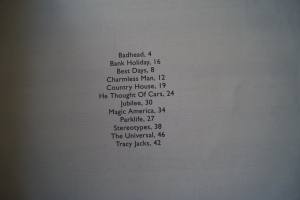 Badhead, 4
Bank Holiday, 16
Best Days, 8
Charmless Man, 12
Country House, 19
He Thought Of Cars, 24
Jubilee, 30
Magic America, 34
Parklife, 27
Stereotypes, 38
The Universal, 46
Tracy Jacks, 42